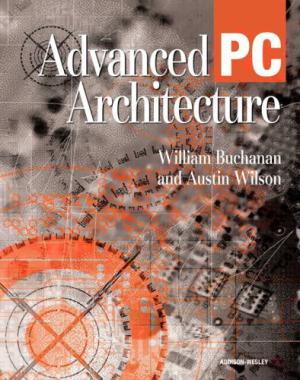 Advanced PC
Architecture
William Buchanan
and Austin Wilson
ADDISON-WESLEY